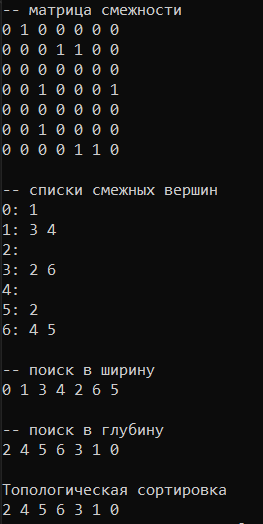 -- матрица смежности
0 1 0 0 0 0 0
0 0 0 1 1 0 0
0 0 0 0 0 0 0
0 0 1 0 0 0 1
0 0 0 0 0 0 0
0 0 1 0 0 0 0
0 0 0 0 1 1 0
-- списки смежных вершин
0: 1
1: 3 4
2:
3: 2 6
4:
5: 2
6: 4 5
-- поиск в ширину
0 1 3 4 2 6 5
-- поиск в глубину
2 4 5 6 3 1 0
Топологическая сортировка
2 4 5 6 3 1 0